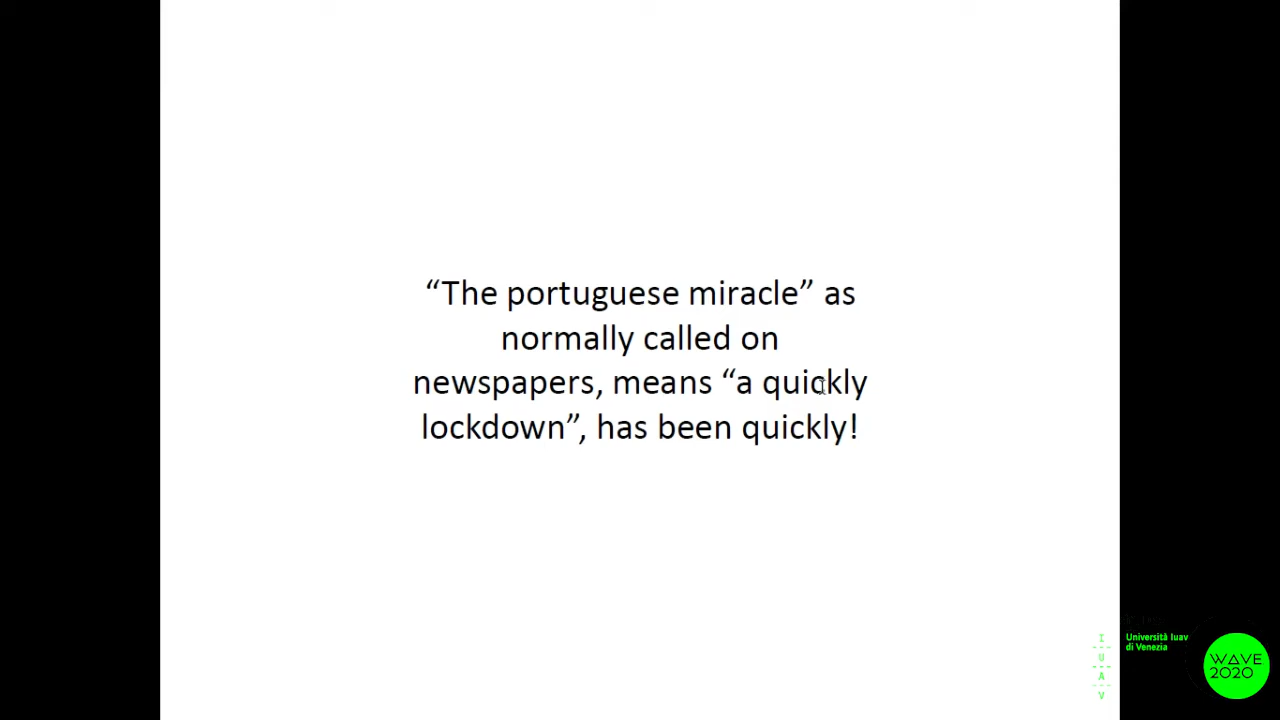 “The portuguese miracle” as
normally called on
newspapers, means “a quickly
lockdown”, has been quickly!
I
U
A
V
Università Iuav
di Venezia
WAVE
2020